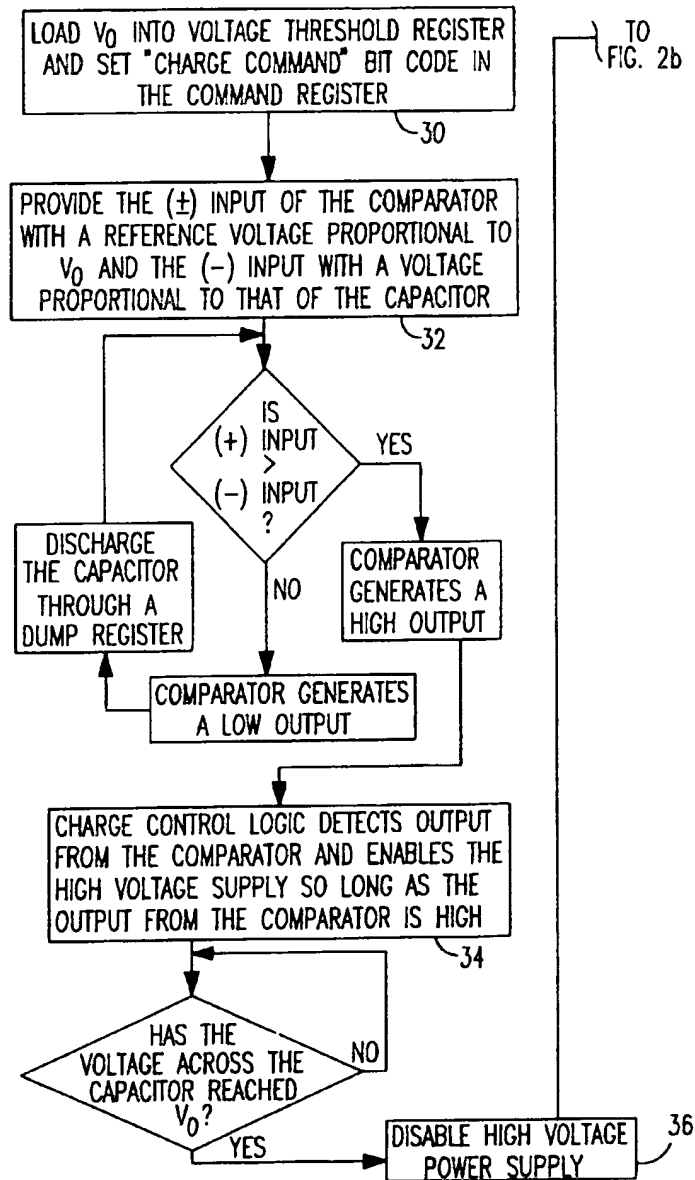 LOAD V0 INTO VOLTAGE THRESHOLD REGISTER
AND SET "CHARGE COMMAND" BIT CODE IN
THE COMMAND REGISTER
30
TO
FIG. 2b
PROVIDE THE (±) INPUT OF THE COMPARATOR
WITH A REFERENCE VOLTAGE PROPORTIONAL TO
V0 AND THE (-) INPUT WITH A VOLTAGE
PROPORTIONAL TO THAT OF THE CAPACITOR
32
IS
(+) INPUT
>
(-) INPUT
?
YES
NO
DISCHARGE
THE CAPACITOR
THROUGH A
DUMP REGISTER
COMPARATOR
GENERATES A
HIGH OUTPUT
COMPARATOR GENERATES
A LOW OUTPUT
CHARGE CONTROL LOGIC DETECTS OUTPUT
FROM THE COMPARATOR AND ENABLES THE
HIGH VOLTAGE SUPPLY SO LONG AS THE
OUTPUT FROM THE COMPARATOR IS HIGH
34
HAS THE
VOLTAGE ACROSS THE
CAPACITOR REACHED
V0?
NO
YES
DISABLE HIGH VOLTAGE
POWER SUPPLY
36